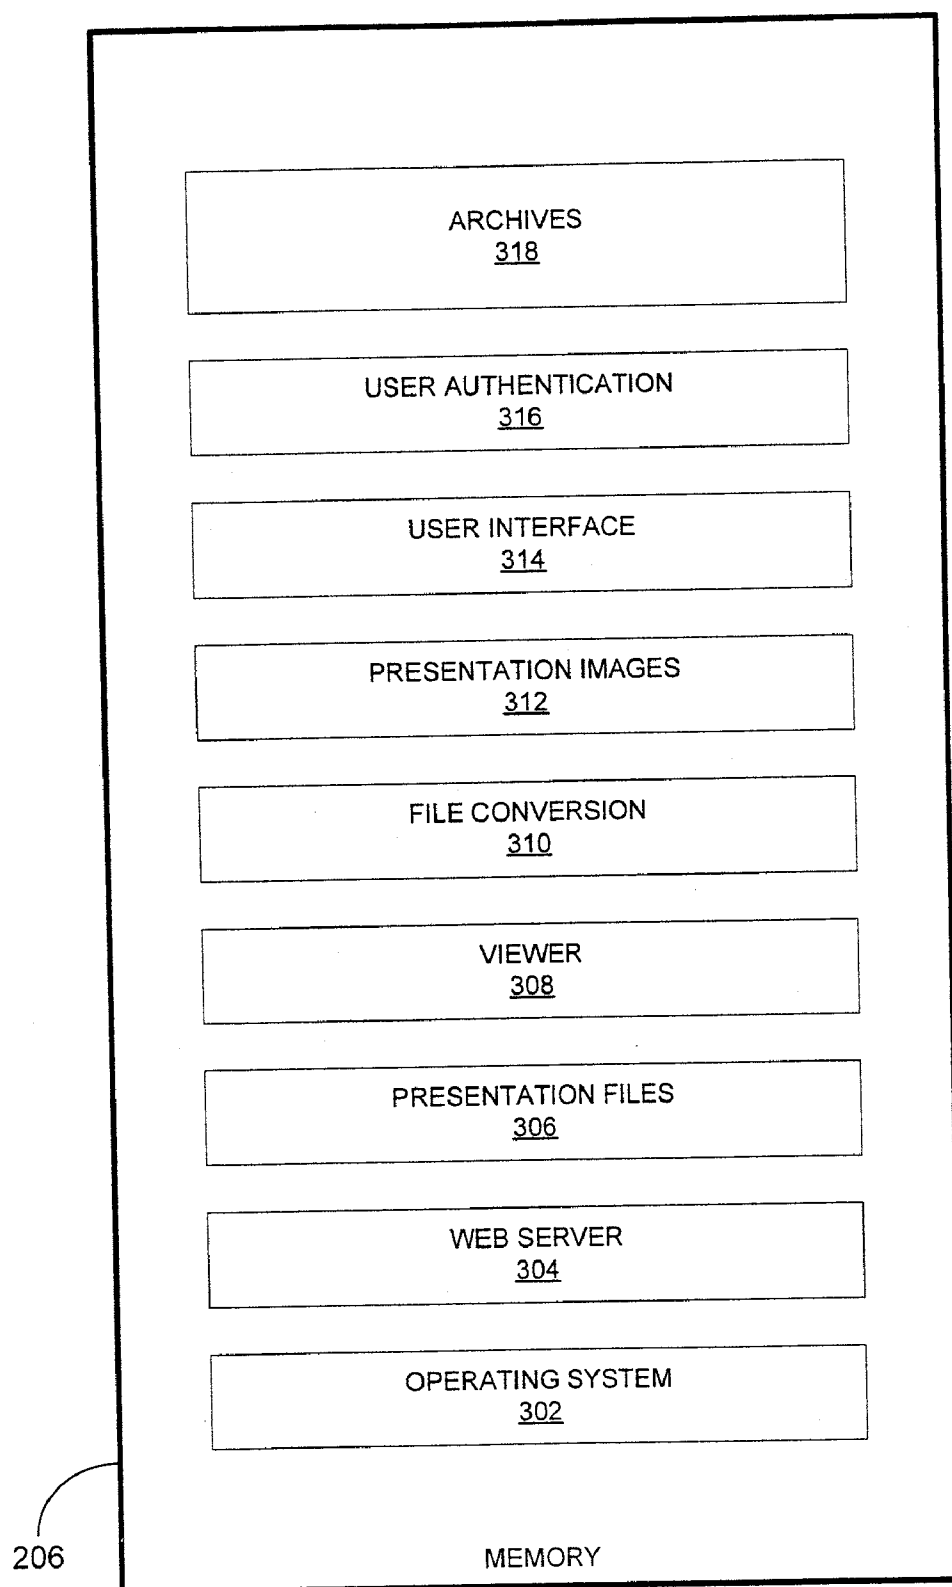 ARCHIVES
318
USER AUTHENTICATION
316
USER INTERFACE
314
PRESENTATION IMAGES
312
FILE CONVERSION
310
VIEWER
308
PRESENTATION FILES
306
WEB SERVER
304
OPERATING SYSTEM
302
206
MEMORY